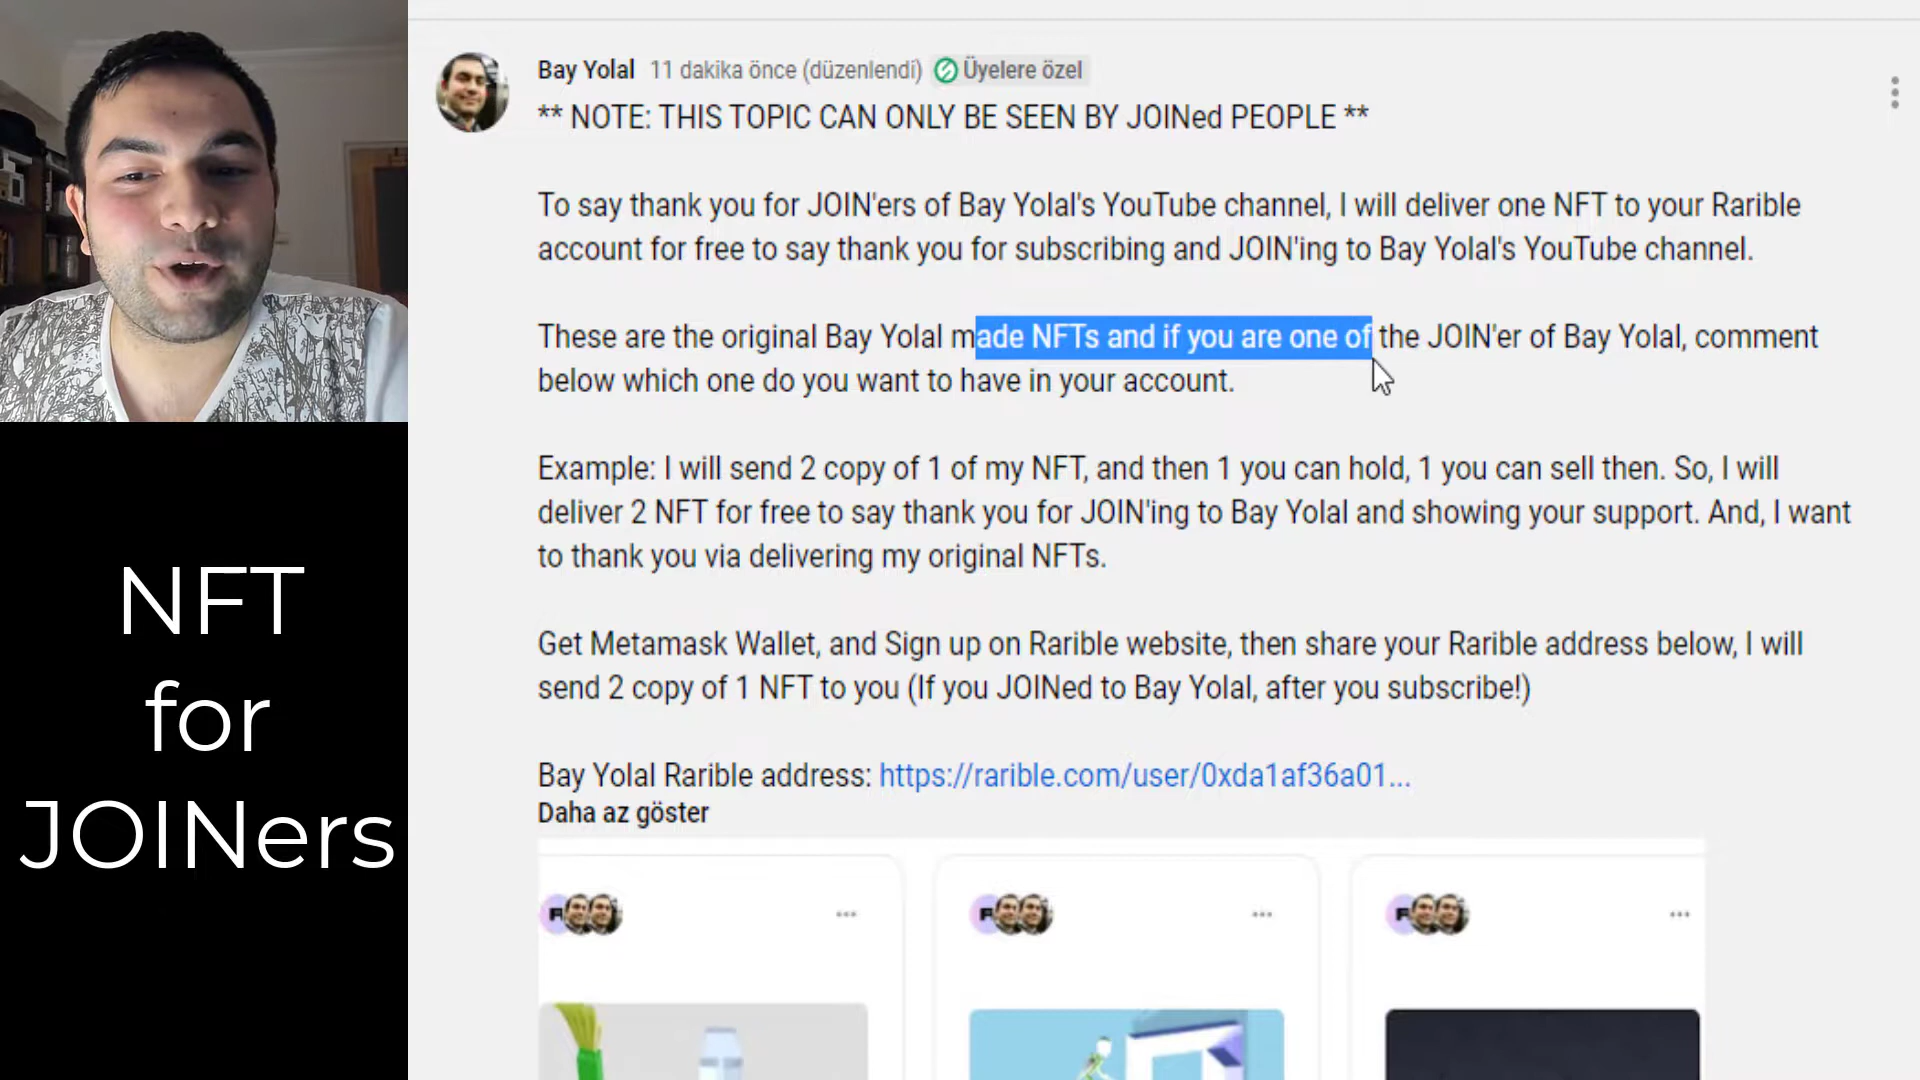 NFT
for
JOINers
Bay Yolal 11 dakika önce (düzenlendi) Üyelere özel
** NOTE: THIS TOPIC CAN ONLY BE SEEN BY JOINed PEOPLE **
To say thank you for JOIN'ers of Bay Yolal's YouTube channel, I will deliver one NFT to your Rarible
account for free to say thank you for subscribing and JOIN'ing to Bay Yolal's YouTube channel.
These are the original Bay Yolal made NFTs and if you are one of the JOIN'er of Bay Yolal, comment
below which one do you want to have in your account.
Example: I will send 2 copy of 1 of my NFT, and then 1 you can hold, 1 you can sell then. So, I will
deliver 2 NFT for free to say thank you for JOIN'ing to Bay Yolal and showing your support. And, I want
to thank you via delivering my original NFTs.
Get Metamask Wallet, and Sign up on Rarible website, then share your Rarible address below, I will
send 2 copy of 1 NFT to you (If you JOINed to Bay Yolal, after you subscribe!)
Bay Yolal Rarible address: https://rarible.com/user/0xda1af36a01...
Daha az göster